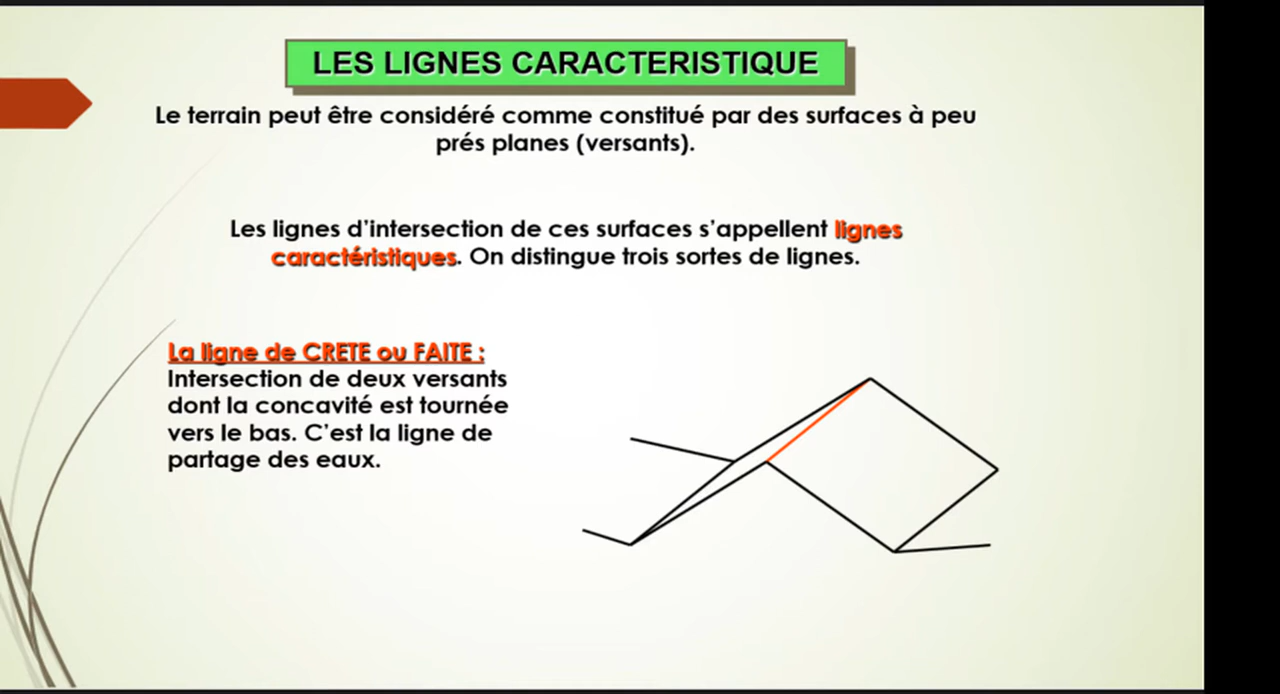 LES LIGNES CARACTERISTIQUE
Le terrain peut être considéré comme constitué par des surfaces à peu
prés planes (versants).
Les lignes d'intersection de ces surfaces s'appellent lignes
caractéristiques. On distingue trois sortes de lignes.
La ligne de CRETE ou FAITE :
Intersection de deux versants
dont la concavité est tournée
vers le bas. C'est la ligne de
partage des eaux.